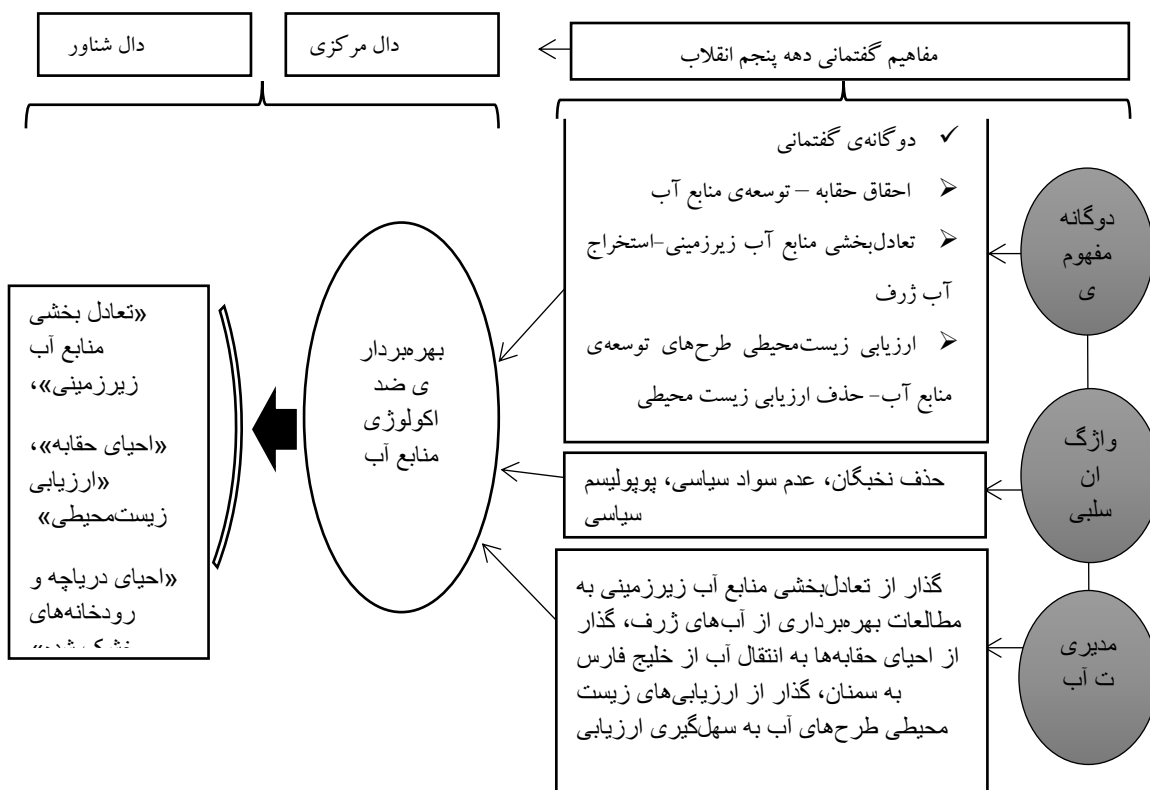 مفاهیم گفتمانی دهه پنجم انقلاب
دال مرکزی
دال شناور
دوگانه
مفهوم
ی
✓ دوگانه‌ی گفتمانی
➢ احقاق حقابه – توسعه‌ی منابع آب
➢ تعادل‌بخشی منابع آب زیرزمینی-استخراج
آب ژرف
➢ ارزیابی زیست‌محیطی طرح‌های توسعه‌ی
منابع آب- حذف ارزیابی زیست محیطی
واژگ
ان
سلبی
حذف نخبگان، عدم سواد سیاسی، پوپولیسم
سیاسی
مدیری
ت آب
گذار از تعادل‌بخشی منابع آب زیرزمینی به
مطالعات بهره‌برداری از آب‌های ژرف، گذار
از احیای حقابه‌ها به انتقال آب از خلیج فارس
به سمنان، گذار از ارزیابی‌های زیست
محیطی طرح‌های آب به سهل‌گیری ارزیابی
بهره‌بردار
ی ضد
اکولوژی
منابع آب
«تعادل بخشی
منابع آب
زیرزمینی»،
«احیای حقابه»،
«ارزیابی
زیست‌محیطی»
«احیای دریاچه و
رودخانه‌های
خشک شده»